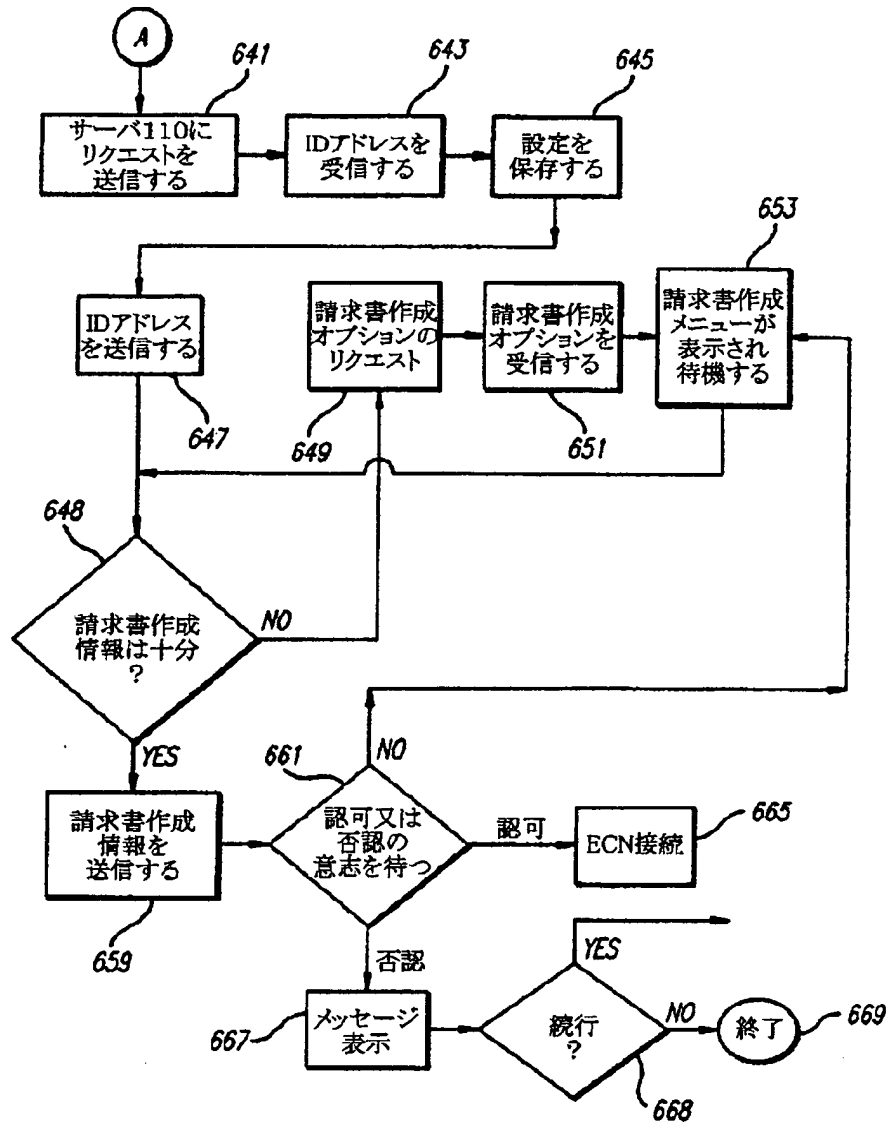 A
641
643
645
サーバ110に
リクエストを
送信する
IDアドレスを
受信する
設定を
保存する
653
IDアドレス
を送信する
請求書作成
オプションの
リクエスト
請求書作成
オプションを
受信する
請求書作成
メニューが
表示され
待機する
647
649
651
648
請求書作成
情報は十分
?
NO
YES
661
NO
請求書作成
情報を
送信する
認可又は
否認の
意志を待つ
認可
ECN接続
665
659
否認
YES
667
メッセージ
表示
続行
?
NO
終了
669
668